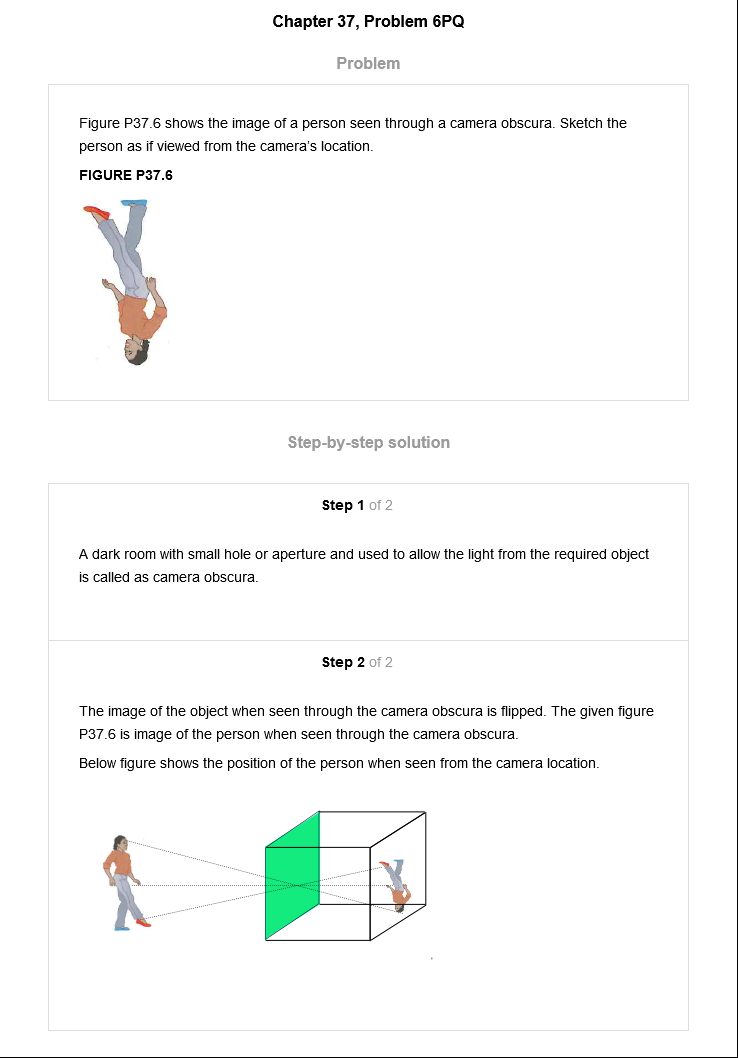 Chapter 37, Problem 6PQ
Problem
Figure P37.6 shows the image of a person seen through a camera obscura. Sketch the
person as if viewed from the camera’s location.
FIGURE P37.6
Step-by-step solution
Step 1 of 2
A dark room with small hole or aperture and used to allow the light from the required object
is called as camera obscura.
Step 2 of 2
The image of the object when seen through the camera obscura is flipped. The given figure
P37.6 is image of the person when seen through the camera obscura.
Below figure shows the position of the person when seen from the camera location.